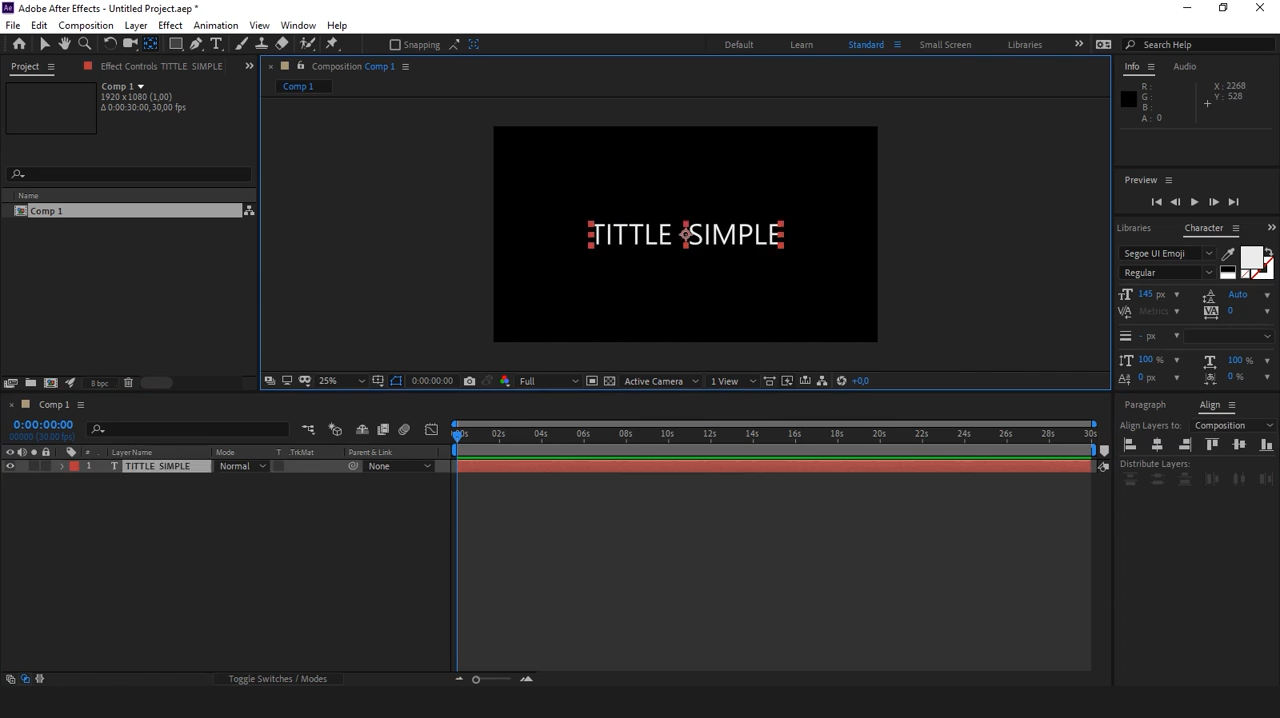 Ae Adobe After Effects - Untitled Project.aep *
File Edit Composition Layer Effect Animation View Window Help
Snapping Default Learn Standard Small Screen Libraries Search Help
Project Effect Controls TITTLE SIMPLE
Comp 1
1920 x 1080 (1,00)
Δ 0:00:30:00, 30,00 fps
Name
Comp 1
8 bpc
Composition Comp 1
Comp 1
TITTLE SIMPLE
25% 0:00:00:00 Full Active Camera 1 View +0,0
Info Audio
R : X : 2268
G : Y : 528
B :
A : 0
Preview
Libraries Character
Segoe UI Emoji
Regular
145 px Auto
Metrics 0
- px
100 % 100 %
0 px 0 %
Paragraph Align
Align Layers to: Composition
Distribute Layers:
Comp 1
0:00:00:00
00000 (30.00 fps)
# Layer Name Mode T .TrkMat Parent & Link
1 T TITTLE SIMPLE Normal None
:00s 02s 04s 06s 08s 10s 12s 14s 16s 18s 20s 22s 24s 26s 28s 30s
Toggle Switches / Modes